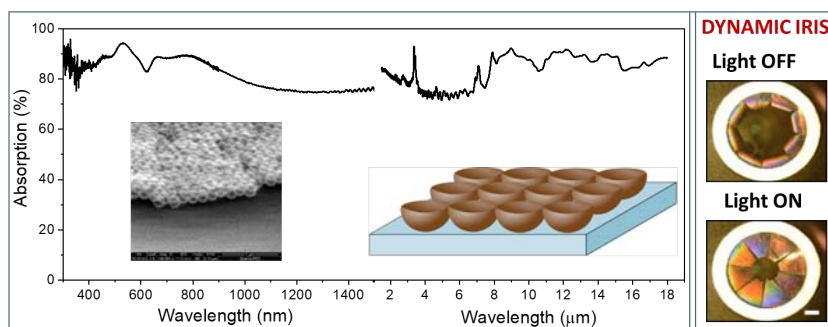 100
80
60
40
20
0
Absorption (%)
400 600 800 1000 1200 1400 2 4 6 8 10 12 14 16 18
Wavelength (nm) Wavelength (μm)
DYNAMIC IRIS
Light OFF
Light ON